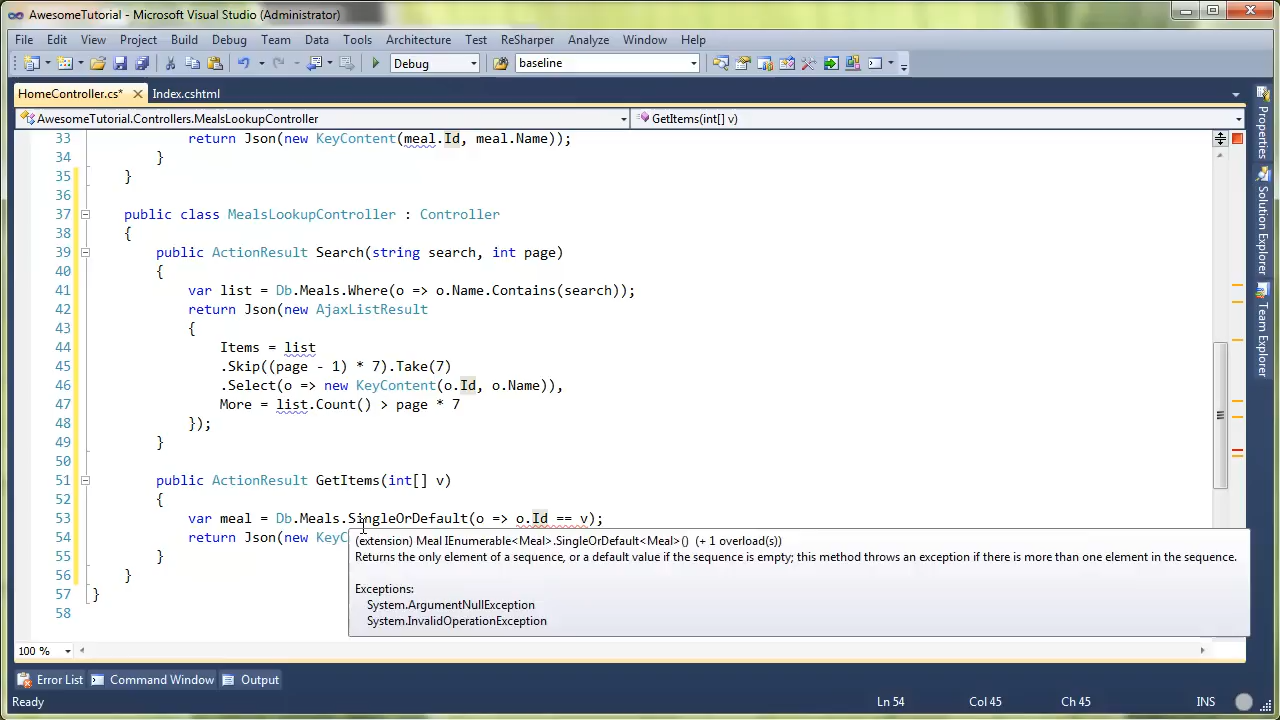 AwesomeTutorial - Microsoft Visual Studio (Administrator)
File Edit View Project Build Debug Team Data Tools Architecture Test ReSharper Analyze Window Help
Debug baseline
HomeController.cs* Index.cshtml
AwesomeTutorial.Controllers.MealsLookupController GetItems(int[] v)
33 return Json(new KeyContent(meal.Id, meal.Name));
34 }
35 }
36
37 public class MealsLookupController : Controller
38 {
39 public ActionResult Search(string search, int page)
40 {
41 var list = Db.Meals.Where(o => o.Name.Contains(search));
42 return Json(new AjaxListResult
43 {
44 Items = list
45 .Skip((page - 1) * 7).Take(7)
46 .Select(o => new KeyContent(o.Id, o.Name)),
47 More = list.Count() > page * 7
48 });
49 }
50
51 public ActionResult GetItems(int[] v)
52 {
53 var meal = Db.Meals.SingleOrDefault(o => o.Id == v);
54 return Json(new KeyC
55 }
56 }
57 }
58
(extension) Meal IEnumerable<Meal>.SingleOrDefault<Meal>() (+ 1 overload(s))
Returns the only element of a sequence, or a default value if the sequence is empty; this method throws an exception if there is more than one element in the sequence.
Exceptions:
System.ArgumentNullException
System.InvalidOperationException
Properties
Solution Explorer
Team Explorer
100 %
Error List Command Window Output
Ready Ln 54 Col 45 Ch 45 INS